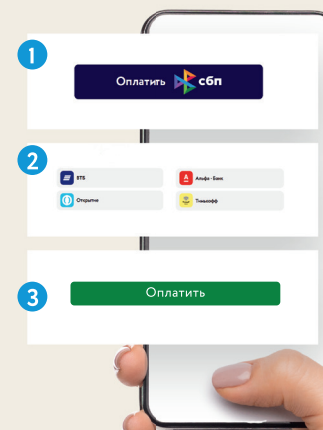 1
Оплатить сбп
2
ВТБ
Альфа - Банк
Открытие
Тинькофф
3
Оплатить